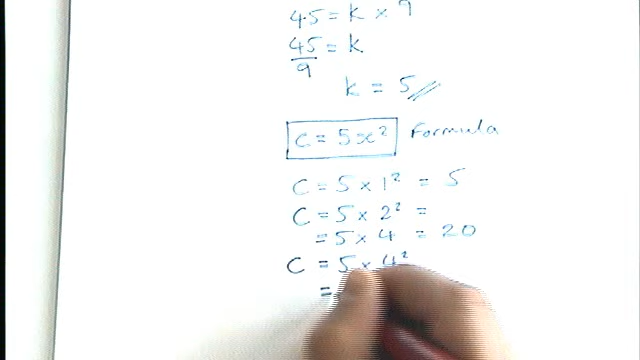 45 = k × 9
45/9 = k
k = 5//
C = 5x² Formula
C = 5 × 1² = 5
C = 5 × 2² =
= 5 × 4 = 20
C = 5 × 4²
=